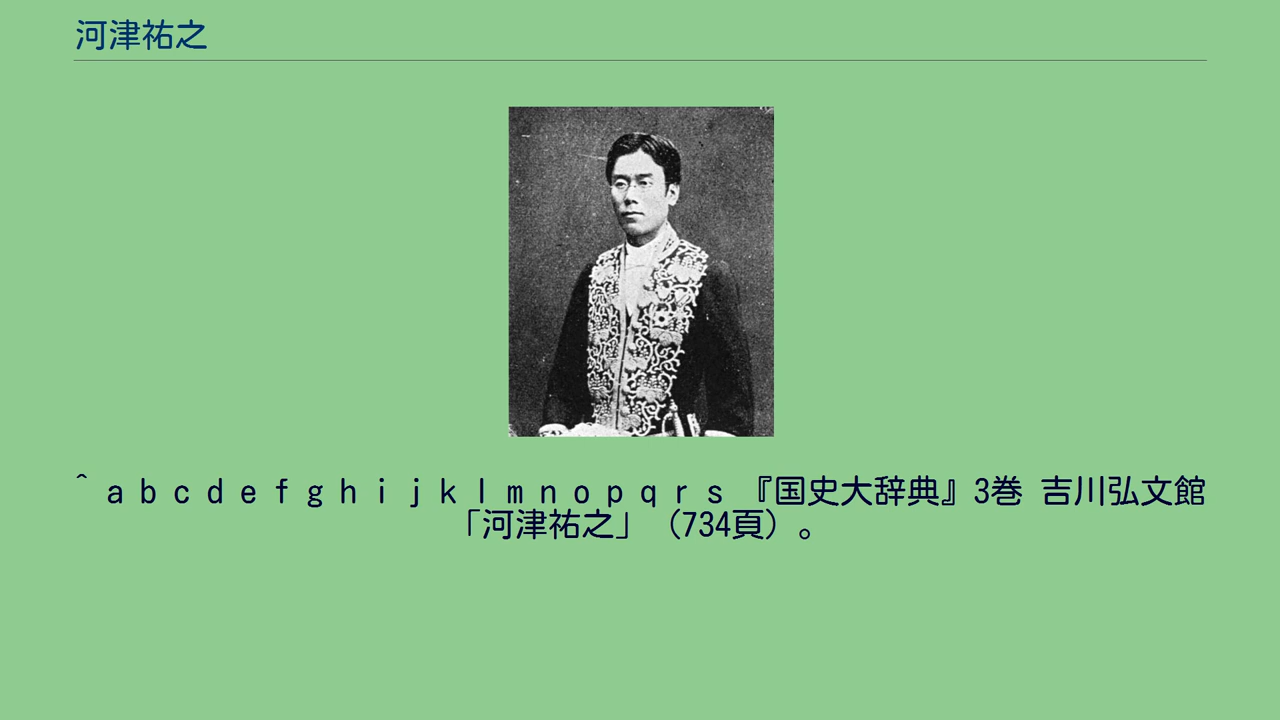 河津祐之
^ a b c d e f g h i j k l m n o p q r s 『国史大辞典』3巻 吉川弘文館
「河津祐之」（734頁）。